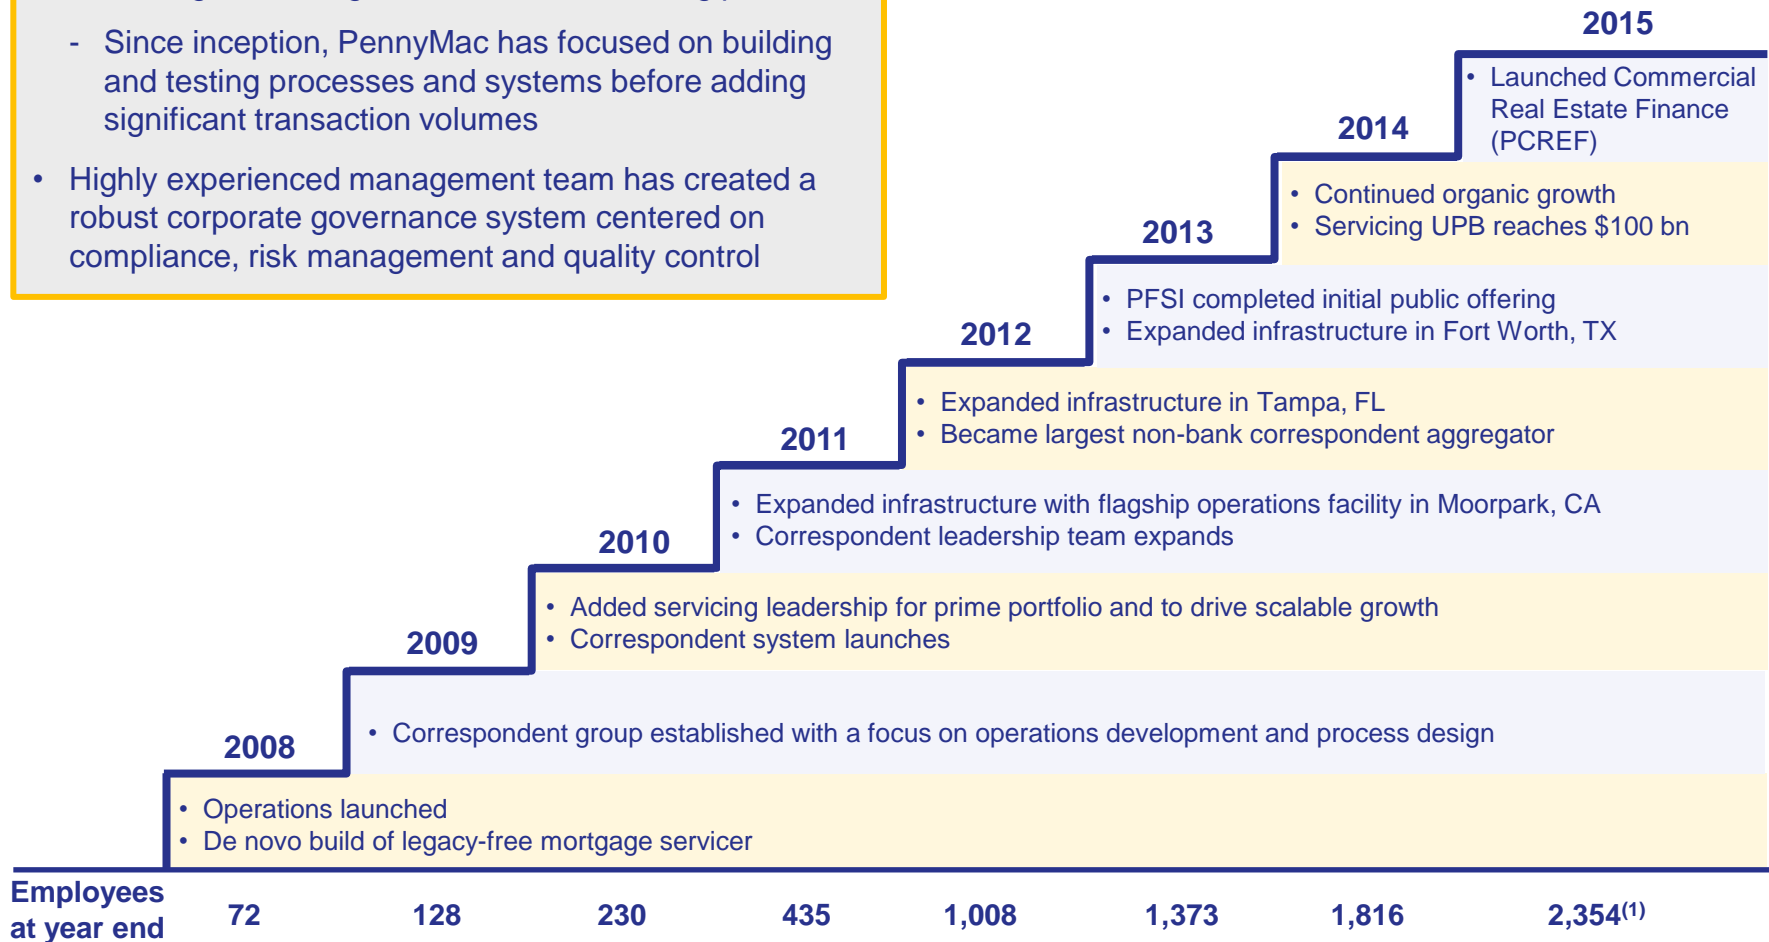 - Since inception, PennyMac has focused on building
and testing processes and systems before adding
significant transaction volumes
• Highly experienced management team has created a
robust corporate governance system centered on
compliance, risk management and quality control
2015
• Launched Commercial
Real Estate Finance
(PCREF)
2014
• Continued organic growth
• Servicing UPB reaches $100 bn
2013
• PFSI completed initial public offering
• Expanded infrastructure in Fort Worth, TX
2012
• Expanded infrastructure in Tampa, FL
• Became largest non-bank correspondent aggregator
2011
• Expanded infrastructure with flagship operations facility in Moorpark, CA
• Correspondent leadership team expands
2010
• Added servicing leadership for prime portfolio and to drive scalable growth
• Correspondent system launches
2009
• Correspondent group established with a focus on operations development and process design
2008
• Operations launched
• De novo build of legacy-free mortgage servicer
Employees
at year end
72 128 230 435 1,008 1,373 1,816 2,354(1)